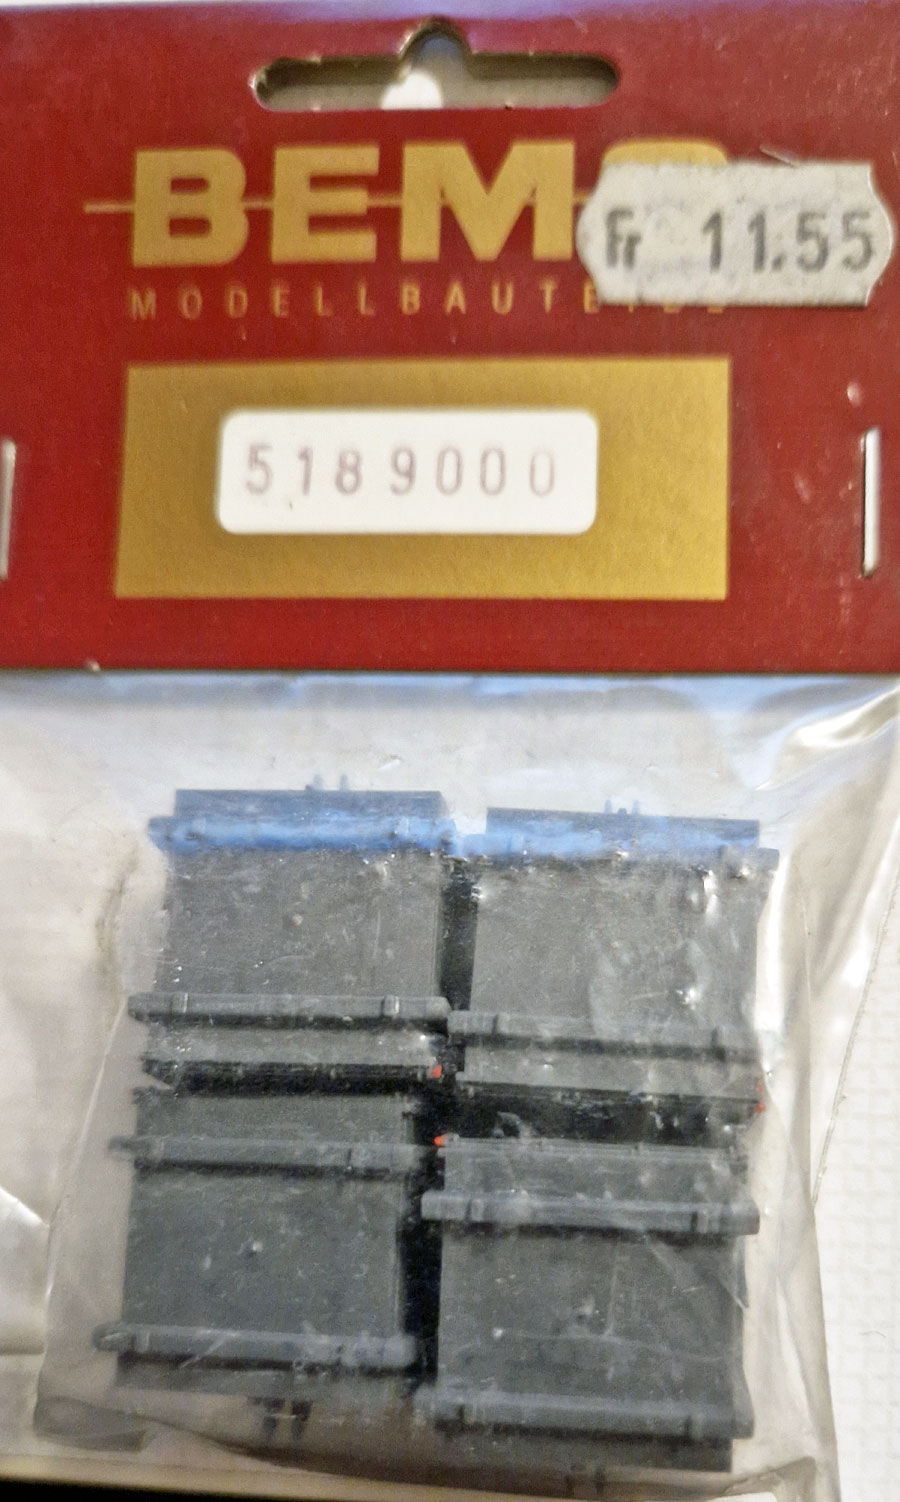 BEMO
Fr 11.55
MODELLBAUTEILE
5189000